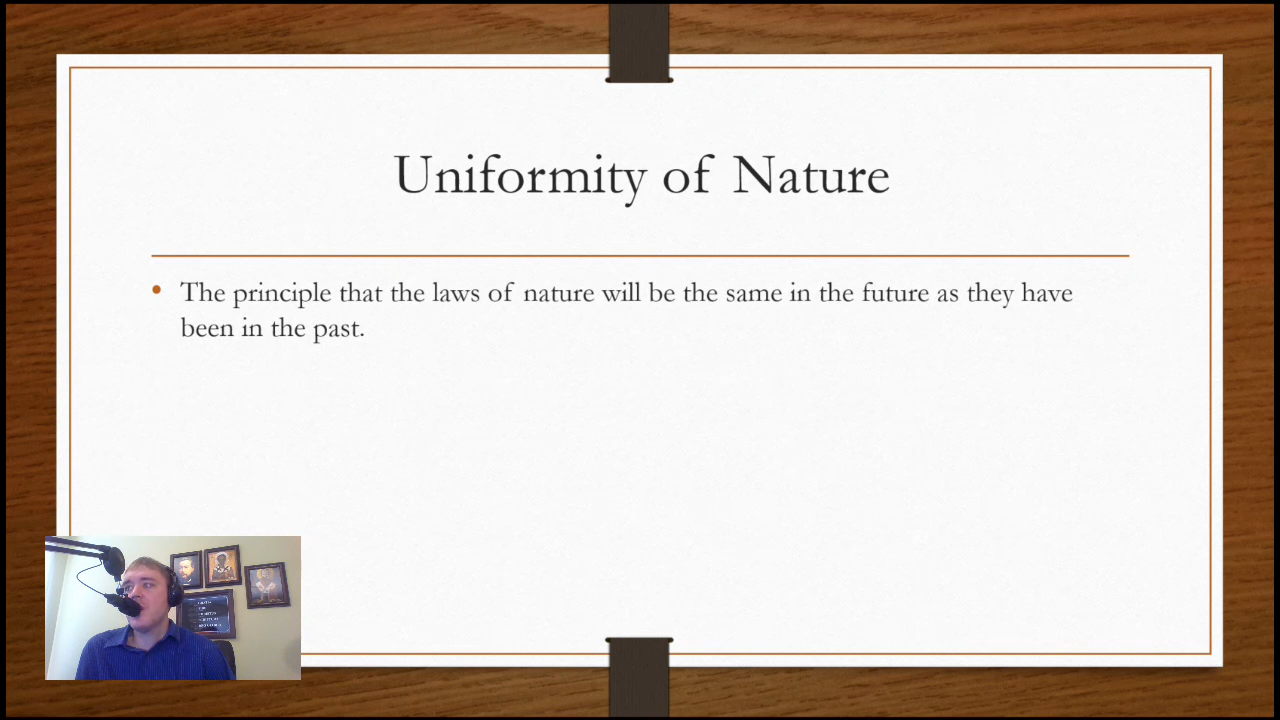 Uniformity of Nature
• The principle that the laws of nature will be the same in the future as they have
been in the past.